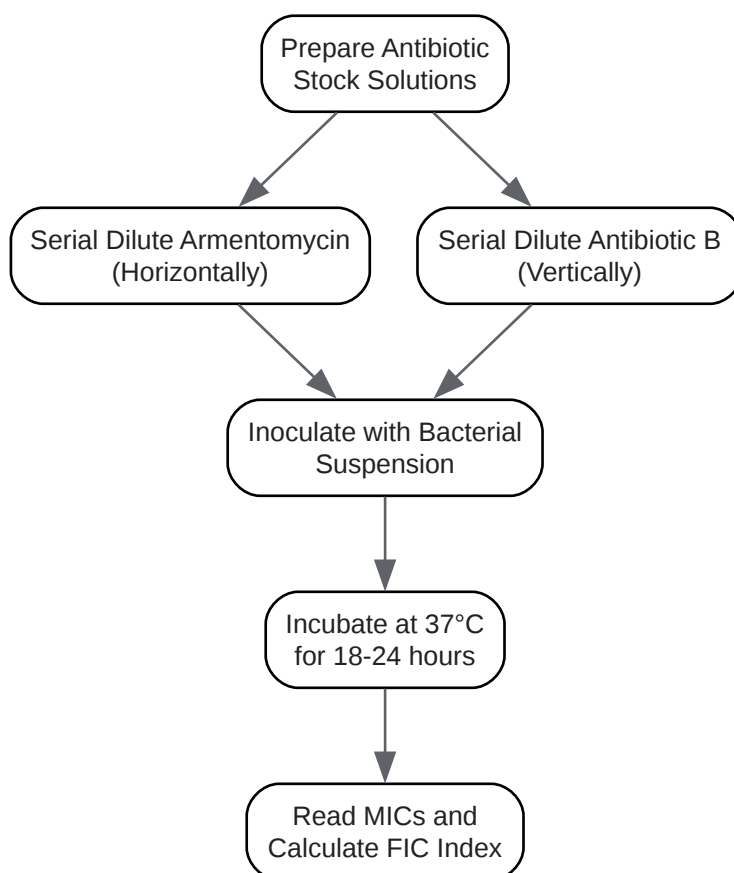 Prepare Antibiotic
Stock Solutions
Serial Dilute Armentomycin
(Horizontally)
Serial Dilute Antibiotic B
(Vertically)
Inoculate with Bacterial
Suspension
Incubate at 37°C
for 18-24 hours
Read MICs and
Calculate FIC Index